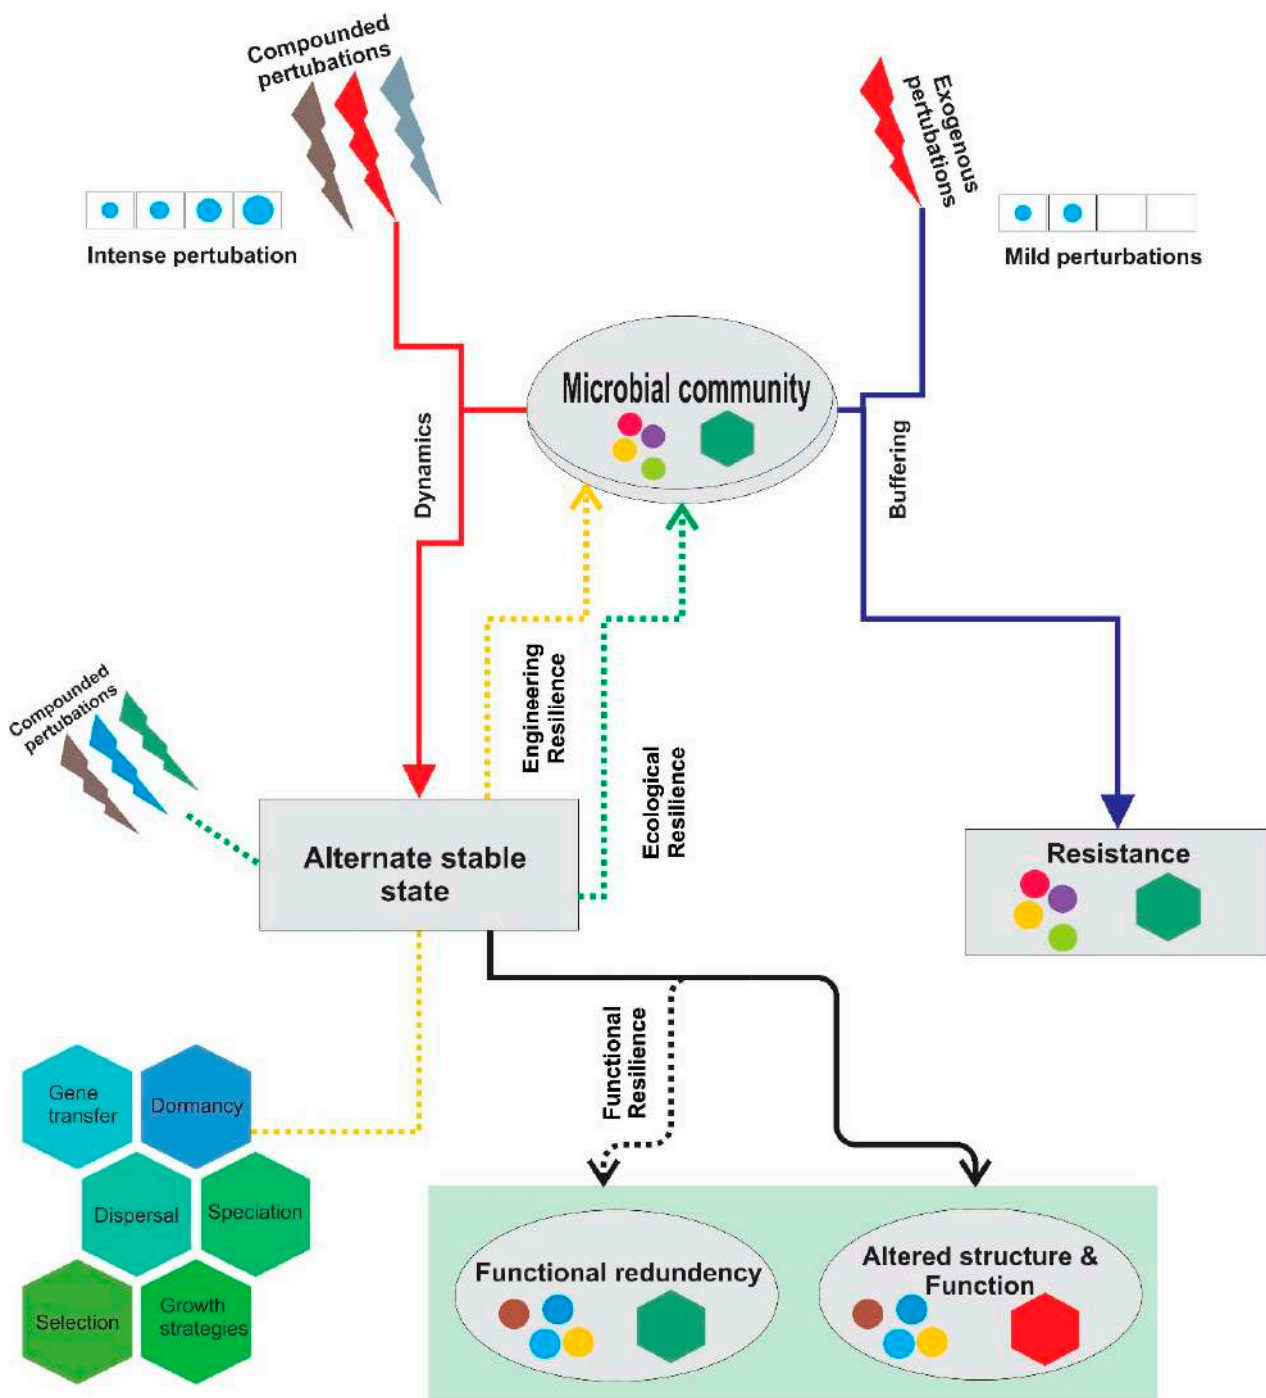 Compounded
pertubations
Exogenous
pertubations
Intense pertubation
Mild perturbations
Microbial community
Dynamics
Buffering
Engineering
Resilience
Ecological
Resilience
Compounded
pertubations
Alternate stable
state
Resistance
Functional
Resilience
Gene
transfer
Dormancy
Dispersal
Speciation
Selection
Growth
strategies
Functional redundency
Altered structure &
Function